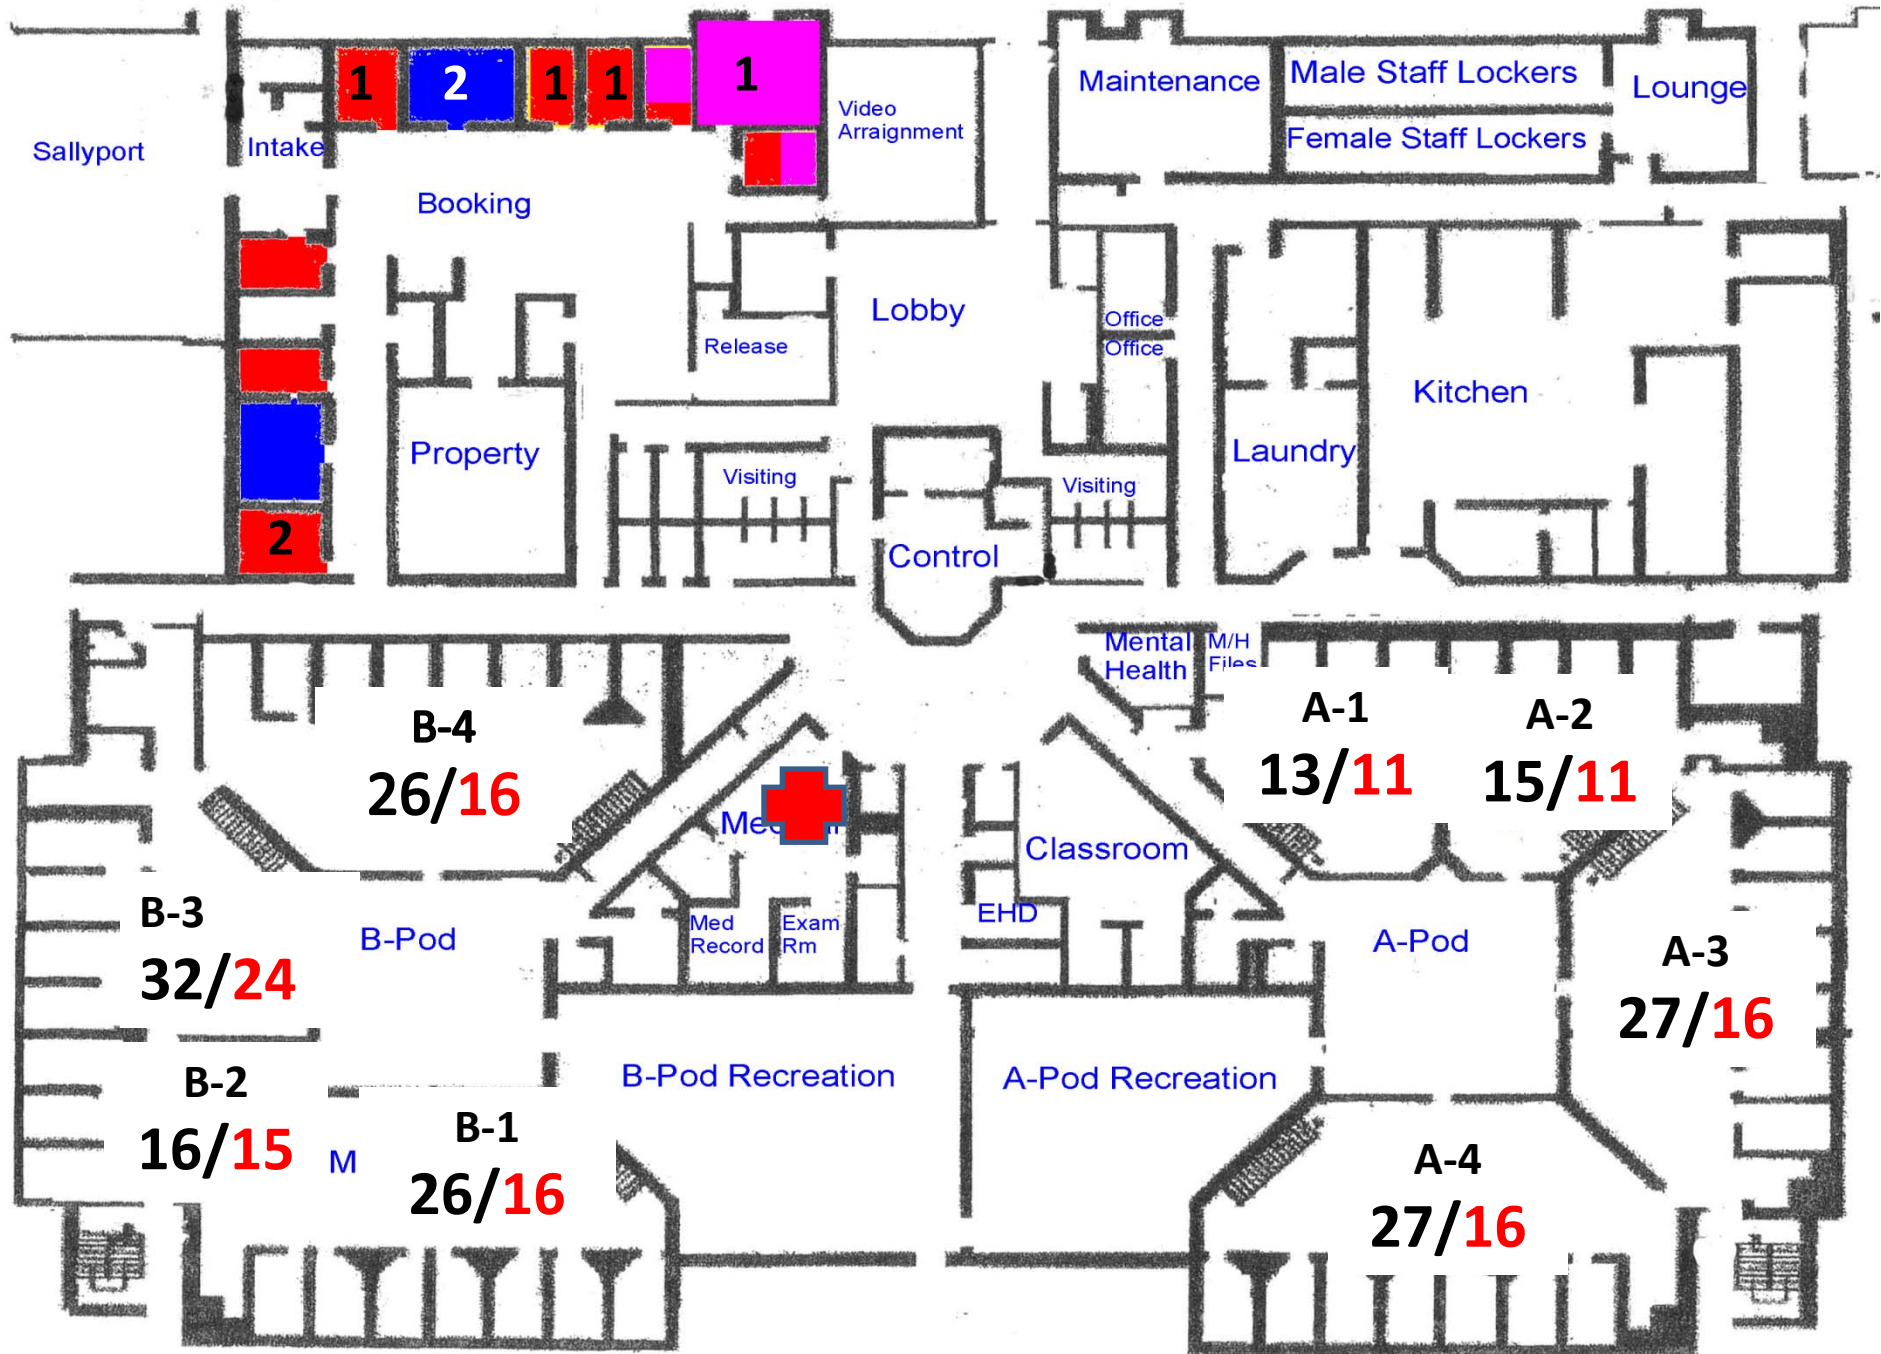 1
2
1
1
1
Maintenance
Male Staff Lockers
Lounge
Video
Arraignment
Female Staff Lockers
Sallyport
Intake
Booking
Lobby
Office
Office
Release
Kitchen
Property
Laundry
Visiting
Visiting
2
Control
Mental
Health
M/H
Files
B-4
26/16
A-1
13/11
A-2
15/11
Classroom
B-3
32/24
B-Pod
Med
Record
Exam
Rm
EHD
A-Pod
A-3
27/16
B-2
16/15
M
B-1
26/16
B-Pod Recreation
A-Pod Recreation
A-4
27/16